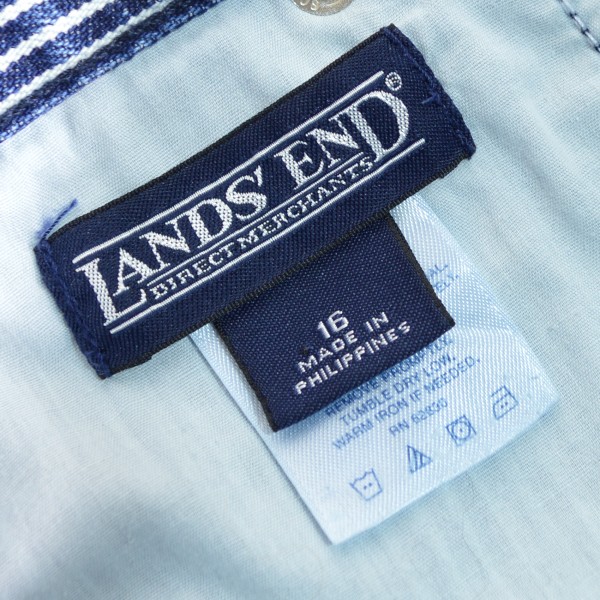 LANDS' END®
DIRECT MERCHANTS
16
MADE IN
PHILIPPINES
TUMBLE DRY LOW.
WARM IRON IF NEEDED.